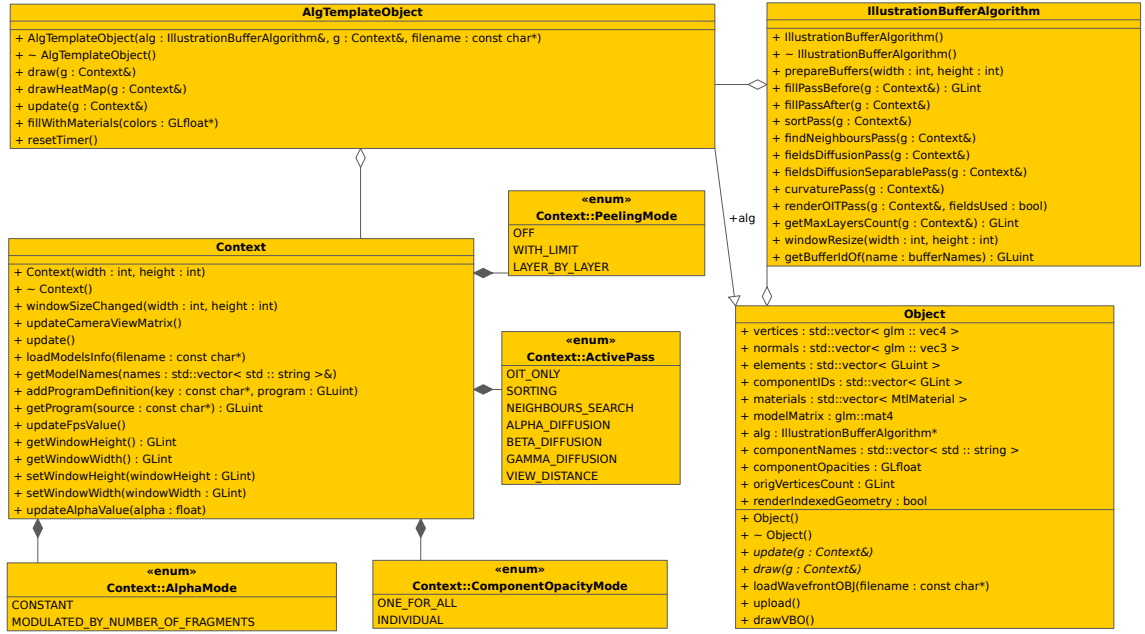 AlgTemplateObject
+ AlgTemplateObject(alg : IllustrationBufferAlgorithm&, g : Context&, filename : const char*)
+ ~ AlgTemplateObject()
+ draw(g : Context&)
+ drawHeatMap(g : Context&)
+ update(g : Context&)
+ fillWithMaterials(colors : GLfloat*)
+ resetTimer()
IllustrationBufferAlgorithm
+ IllustrationBufferAlgorithm()
+ ~ IllustrationBufferAlgorithm()
+ prepareBuffers(width : int, height : int)
+ fillPassBefore(g : Context&) : GLint
+ fillPassAfter(g : Context&)
+ sortPass(g : Context&)
+ findNeighboursPass(g : Context&)
+ fieldsDiffusionPass(g : Context&)
+ fieldsDiffusionSeparablePass(g : Context&)
+ curvaturePass(g : Context&)
+ renderOITPass(g : Context&, fieldsUsed : bool)
+ getMaxLayersCount(g : Context&) : GLint
+ windowResize(width : int, height : int)
+ getBufferIdOf(name : bufferNames) : GLuint
+alg
«enum»
Context::PeelingMode
OFF
WITH_LIMIT
LAYER_BY_LAYER
Context
+ Context(width : int, height : int)
+ ~ Context()
+ windowSizeChanged(width : int, height : int)
+ updateCameraViewMatrix()
+ update()
+ loadModelsInfo(filename : const char*)
+ getModelNames(names : std::vector< std :: string >&)
+ addProgramDefinition(key : const char*, program : GLuint)
+ getProgram(source : const char*) : GLuint
+ updateFpsValue()
+ getWindowHeight() : GLint
+ getWindowWidth() : GLint
+ setWindowHeight(windowHeight : GLint)
+ setWindowWidth(windowWidth : GLint)
+ updateAlphaValue(alpha : float)
«enum»
Context::ActivePass
OIT_ONLY
SORTING
NEIGHBOURS_SEARCH
ALPHA_DIFFUSION
BETA_DIFFUSION
GAMMA_DIFFUSION
VIEW_DISTANCE
Object
+ vertices : std::vector< glm :: vec4 >
+ normals : std::vector< glm :: vec3 >
+ elements : std::vector< GLuint >
+ componentIDs : std::vector< GLint >
+ materials : std::vector< MtlMaterial >
+ modelMatrix : glm::mat4
+ alg : IllustrationBufferAlgorithm*
+ componentNames : std::vector< std :: string >
+ componentOpacities : GLfloat
+ origVerticesCount : GLint
+ renderIndexedGeometry : bool
+ Object()
+ ~ Object()
+ update(g : Context&)
+ draw(g : Context&)
+ loadWavefrontOBJ(filename : const char*)
+ upload()
+ drawVBO()
«enum»
Context::AlphaMode
CONSTANT
MODULATED_BY_NUMBER_OF_FRAGMENTS
«enum»
Context::ComponentOpacityMode
ONE_FOR_ALL
INDIVIDUAL